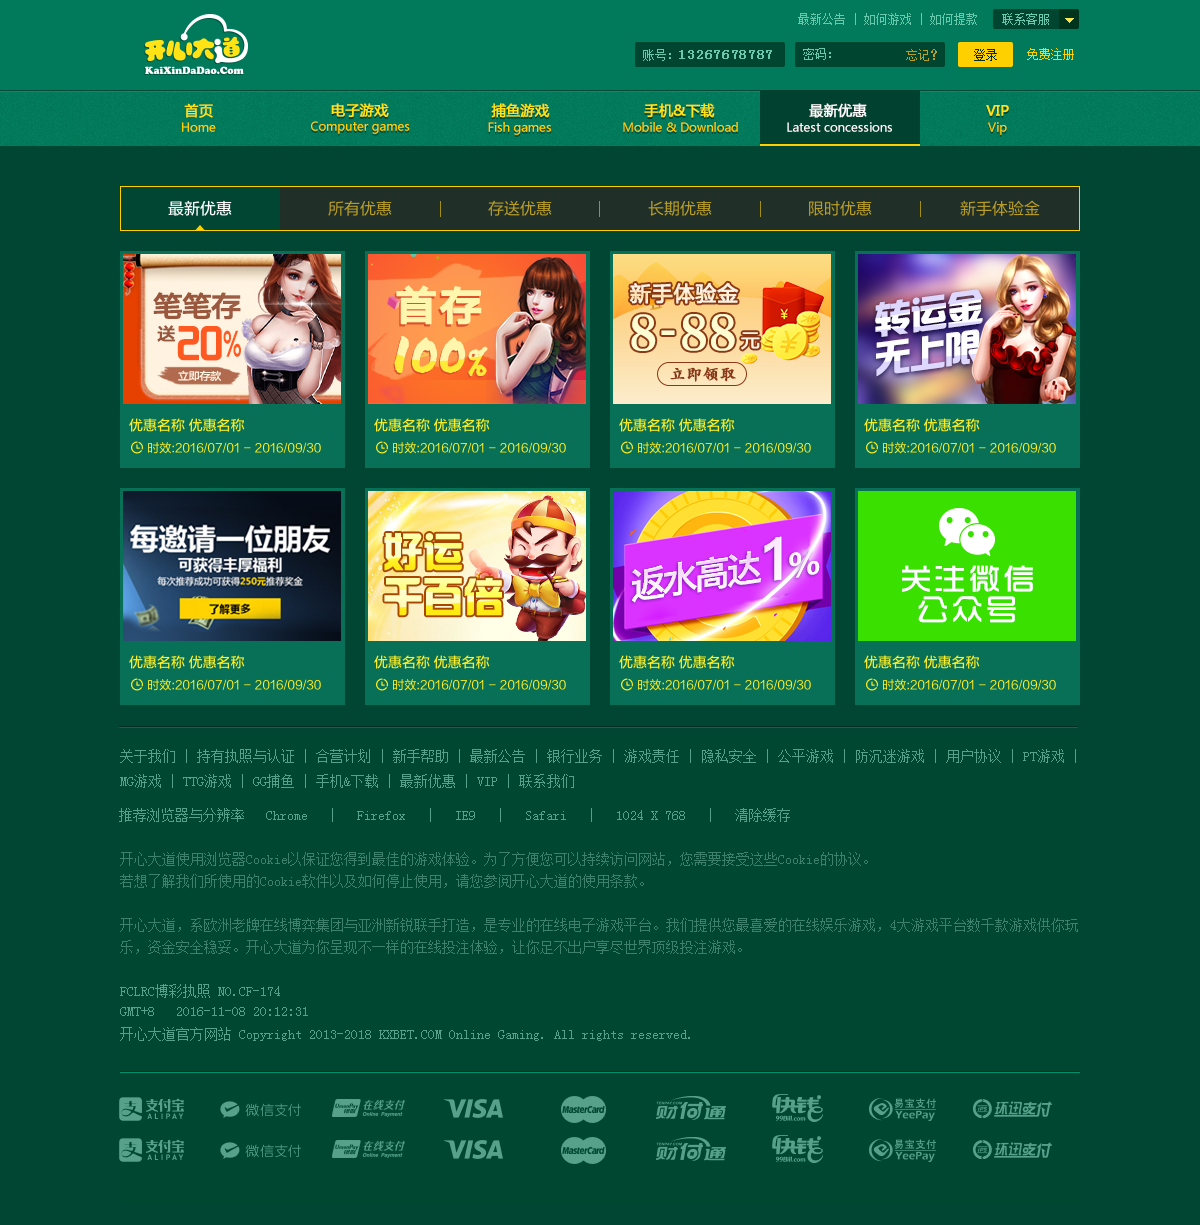 最新公告 | 如何游戏 | 如何提款 联系客服
开心大道
KaiXinDaDao.Com
账号: 13267678787 密码: 忘记? 登录 免费注册
首页 电子游戏 捕鱼游戏 手机&下载 最新优惠 VIP
Home Computer games Fish games Mobile & Download Latest concessions Vip
最新优惠 所有优惠 存送优惠 长期优惠 限时优惠 新手体验金
笔笔存
送20%
立即存款
首存
100%
新手体验金
8-88元
¥
¥
立即领取
转运金
无上限
优惠名称 优惠名称 优惠名称 优惠名称 优惠名称 优惠名称 优惠名称 优惠名称
时效:2016/07/01 - 2016/09/30 时效:2016/07/01 - 2016/09/30 时效:2016/07/01 - 2016/09/30 时效:2016/07/01 - 2016/09/30
每邀请一位朋友
可获得丰厚福利
每次推荐成功可获得250元推荐奖金
了解更多
好运
千百倍
返水高达1%
关注微信
公众号
优惠名称 优惠名称 优惠名称 优惠名称 优惠名称 优惠名称 优惠名称 优惠名称
时效:2016/07/01 - 2016/09/30 时效:2016/07/01 - 2016/09/30 时效:2016/07/01 - 2016/09/30 时效:2016/07/01 - 2016/09/30
关于我们 | 持有执照与认证 | 合营计划 | 新手帮助 | 最新公告 | 银行业务 | 游戏责任 | 隐私安全 | 公平游戏 | 防沉迷游戏 | 用户协议 | PT游戏 |
MG游戏 | TTG游戏 | GG捕鱼 | 手机&下载 | 最新优惠 | VIP | 联系我们
推荐浏览器与分辨率 Chrome | Firefox | IE9 | Safari | 1024 X 768 | 清除缓存
开心大道使用浏览器Cookie以保证您得到最佳的游戏体验。为了方便您可以持续访问网站，您需要接受这些Cookie的协议。
若想了解我们所使用的Cookie软件以及如何停止使用，请您参阅开心大道的使用条款。
开心大道，系欧洲老牌在线博弈集团与亚洲新锐联手打造，是专业的在线电子游戏平台。我们提供您最喜爱的在线娱乐游戏，4大游戏平台数千款游戏供你玩
乐，资金安全稳妥。开心大道为你呈现不一样的在线投注体验，让你足不出户享尽世界顶级投注游戏。
FCLRC博彩执照 NO.CF-174
GMT+8 2016-11-08 20:12:31
开心大道官方网站 Copyright 2013-2018 KXBET.COM Online Gaming. All rights reserved.
支付宝 ALIPAY 微信支付 UnionPay 银联 在线支付 Online Payment VISA MasterCard TENPAY.COM 财付通 快钱 99Bill.com 易宝支付 YeePay 环迅支付
支付宝 ALIPAY 微信支付 UnionPay 银联 在线支付 Online Payment VISA MasterCard TENPAY.COM 财付通 快钱 99Bill.com 易宝支付 YeePay 环迅支付